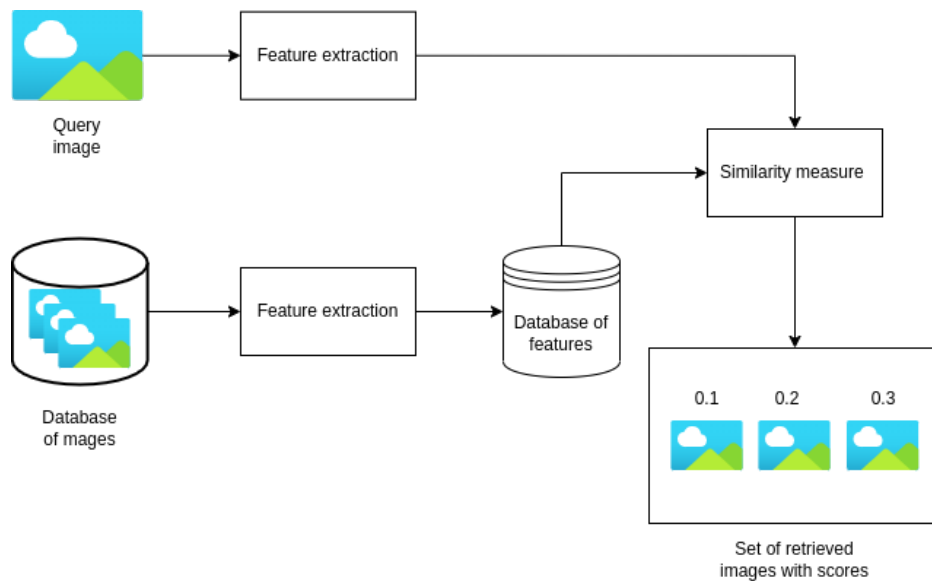 Feature extraction
Query
image
Similarity measure
Feature extraction
Database of
features
Database
of mages
0.1 0.2 0.3
Set of retrieved
images with scores